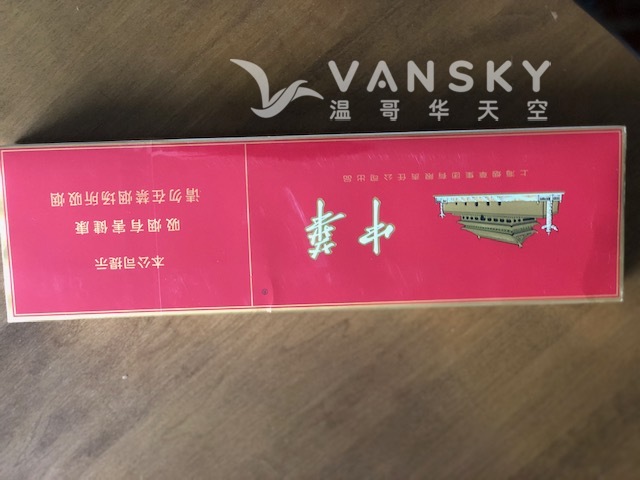 VANSKY
温哥华天空
中華
上海烟草集团有限责任公司出品
本公司提示
吸烟有害健康
请勿在禁烟场所吸烟